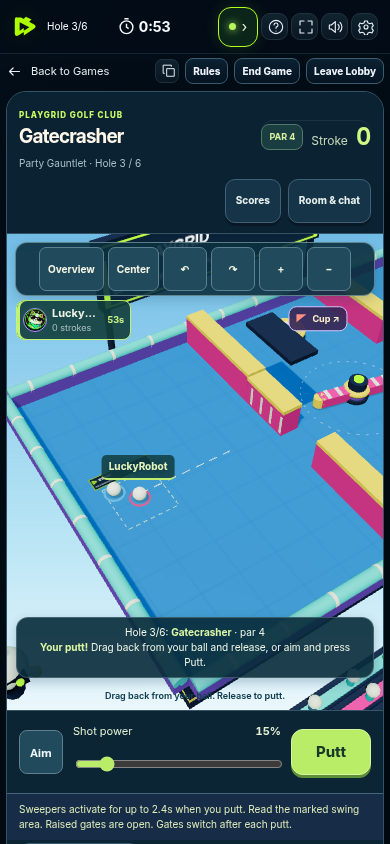 Hole 3/6
0:53
›
Back to Games
Rules
End Game
Leave Lobby
PLAYGRID GOLF CLUB
Gatecrasher
PAR 4
Stroke 0
Party Gauntlet · Hole 3 / 6
Scores
Room & chat
Overview
Center
↶
↷
+
−
Lucky...
0 strokes
53s
Cup ↗
LuckyRobot
Hole 3/6: Gatecrasher · par 4
Your putt! Drag back from your ball and release, or aim and press
Putt.
Drag back from your ball. Release to putt.
Aim
Shot power
15%
Putt
Sweepers activate for up to 2.4s when you putt. Read the marked swing
area. Raised gates are open. Gates switch after each putt.